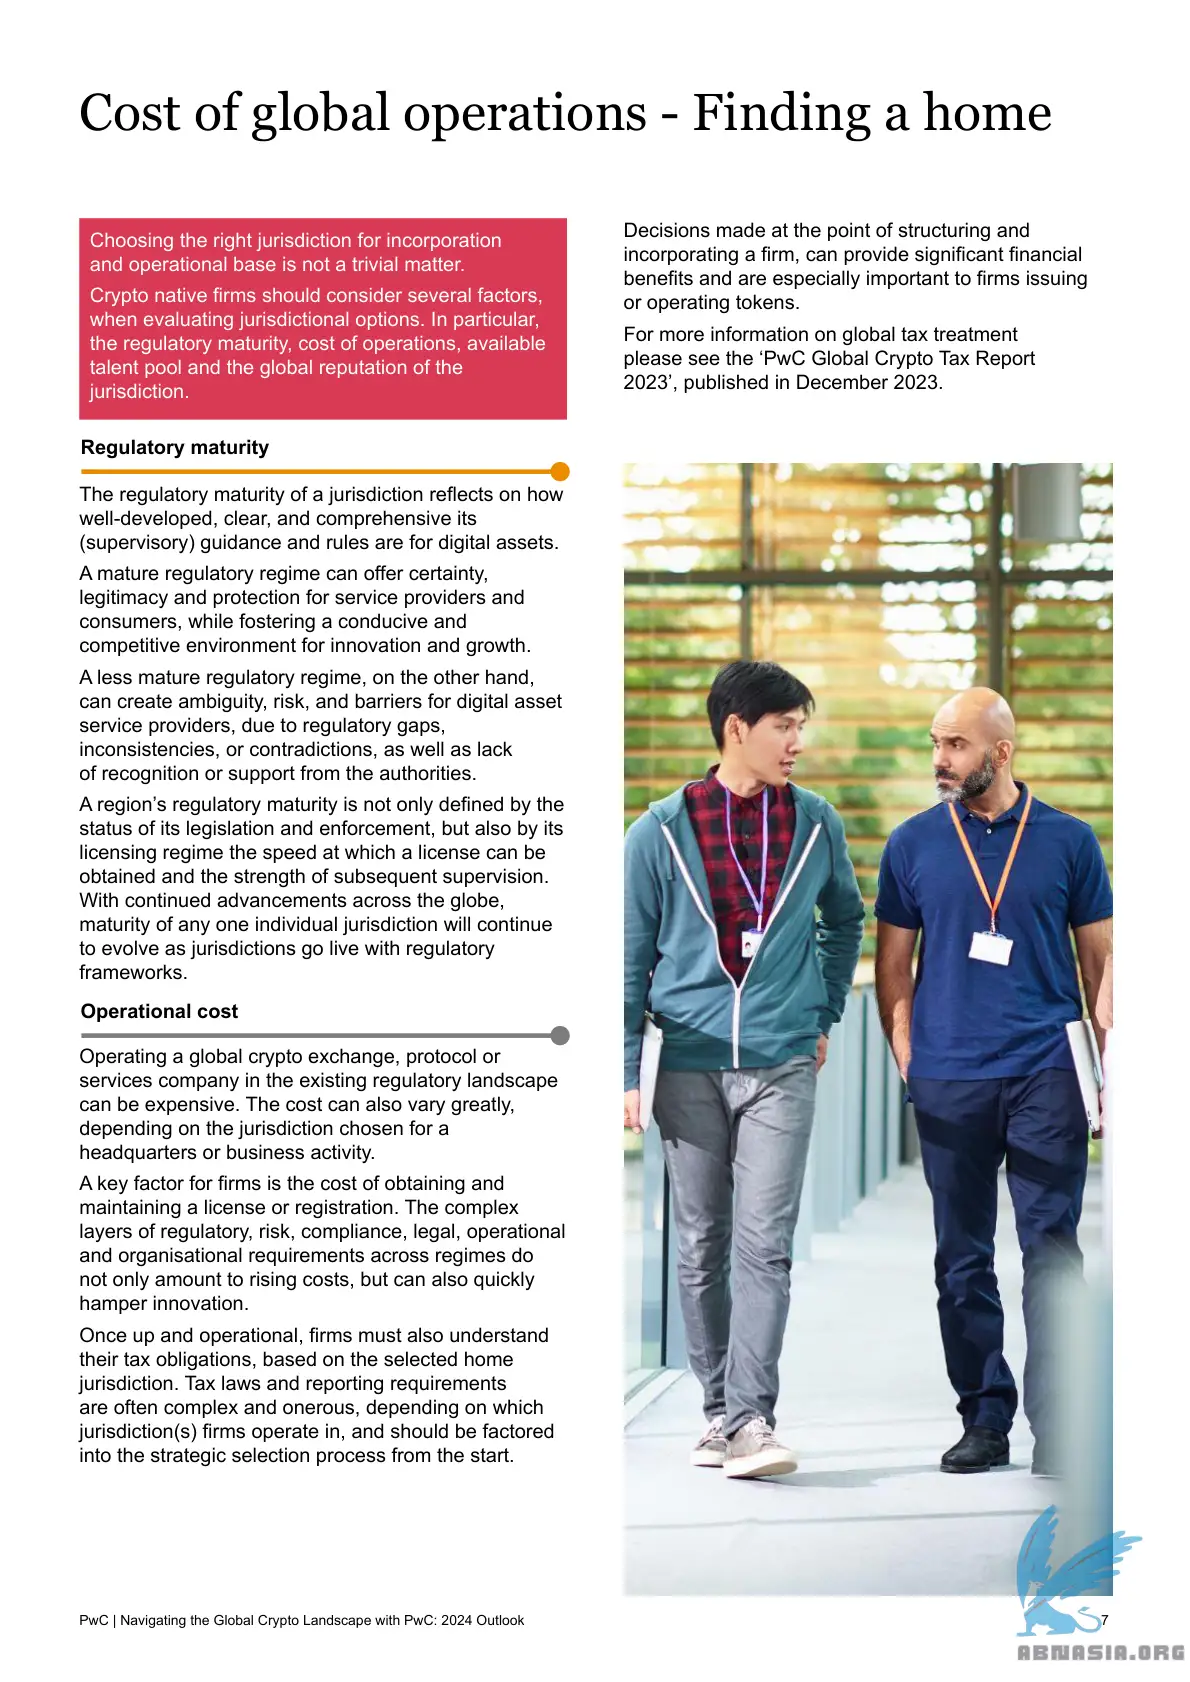 Cost of global operations - Finding a home
Choosing the right jurisdiction for incorporation
and operational base is not a trivial matter.
Crypto native firms should consider several factors,
when evaluating jurisdictional options. In particular,
the regulatory maturity, cost of operations, available
talent pool and the global reputation of the
jurisdiction.
Regulatory maturity
The regulatory maturity of a jurisdiction reflects on how
well-developed, clear, and comprehensive its
(supervisory) guidance and rules are for digital assets.
A mature regulatory regime can offer certainty,
legitimacy and protection for service providers and
consumers, while fostering a conducive and
competitive environment for innovation and growth.
A less mature regulatory regime, on the other hand,
can create ambiguity, risk, and barriers for digital asset
service providers, due to regulatory gaps,
inconsistencies, or contradictions, as well as lack
of recognition or support from the authorities.
A region’s regulatory maturity is not only defined by the
status of its legislation and enforcement, but also by its
licensing regime the speed at which a license can be
obtained and the strength of subsequent supervision.
With continued advancements across the globe,
maturity of any one individual jurisdiction will continue
to evolve as jurisdictions go live with regulatory
frameworks.
Operational cost
Operating a global crypto exchange, protocol or
services company in the existing regulatory landscape
can be expensive. The cost can also vary greatly,
depending on the jurisdiction chosen for a
headquarters or business activity.
A key factor for firms is the cost of obtaining and
maintaining a license or registration. The complex
layers of regulatory, risk, compliance, legal, operational
and organisational requirements across regimes do
not only amount to rising costs, but can also quickly
hamper innovation.
Once up and operational, firms must also understand
their tax obligations, based on the selected home
jurisdiction. Tax laws and reporting requirements
are often complex and onerous, depending on which
jurisdiction(s) firms operate in, and should be factored
into the strategic selection process from the start.
Decisions made at the point of structuring and
incorporating a firm, can provide significant financial
benefits and are especially important to firms issuing
or operating tokens.
For more information on global tax treatment
please see the ‘PwC Global Crypto Tax Report
2023’, published in December 2023.
PwC | Navigating the Global Crypto Landscape with PwC: 2024 Outlook
7
ABNASIA.ORG